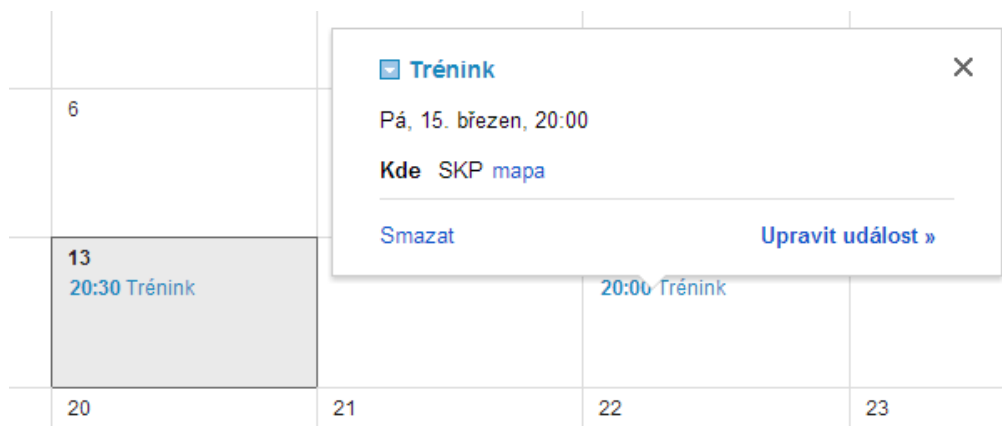 Trénink
Pá, 15. březen, 20:00
Kde SKP mapa
Smazat Upravit událost »
6
13
20:30 Trénink
20:00 Trénink
20 21 22 23